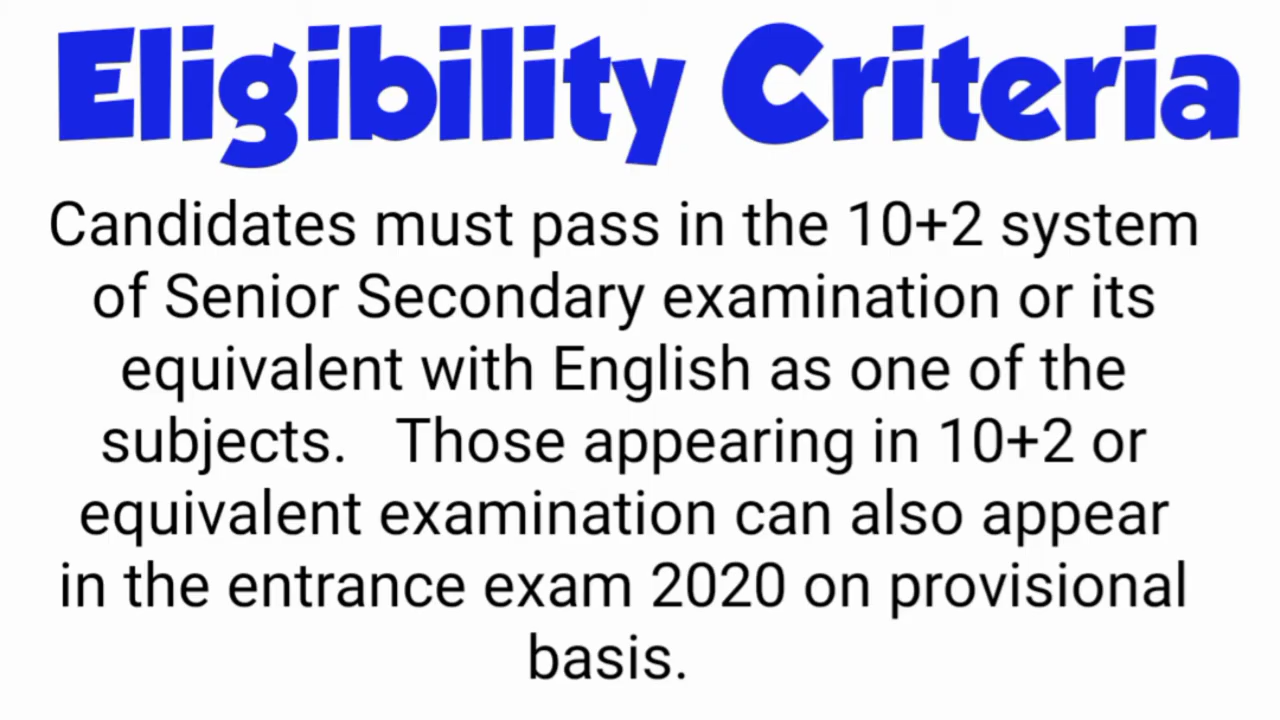 Eligibility Criteria
Candidates must pass in the 10+2 system
of Senior Secondary examination or its
equivalent with English as one of the
subjects.   Those appearing in 10+2 or
equivalent examination can also appear
in the entrance exam 2020 on provisional
basis.